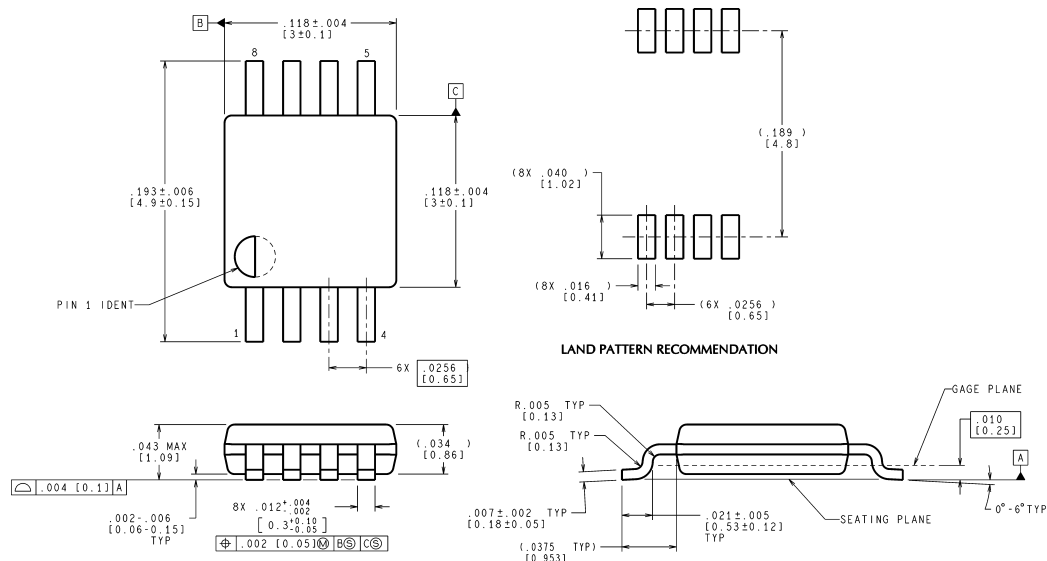 B
.118±.004
[3±0.1]
8
5
C
.193±.006
[4.9±0.15]
.118±.004
[3±0.1]
PIN 1 IDENT
1
4
6X .0256
[0.65]
(.189 )
[4.8]
(8X .040 )
[1.02]
(8X .016 )
[0.41]
(6X .0256 )
[0.65]
LAND PATTERN RECOMMENDATION
.043 MAX
[1.09]
(.034 )
[0.86]
⌓ .004 [0.1] A
.002-.006
[0.06-0.15]
TYP
8X .012 +.004 -.002
[0.3 +0.10 -0.05]
⌖ .002 [0.05]Ⓜ BⓈ CⓈ
R.005 TYP
[0.13]
R.005 TYP
[0.13]
GAGE PLANE
.010
[0.25]
A
0°-6° TYP
.007±.002 TYP
[0.18±0.05]
.021±.005
[0.53±0.12]
TYP
SEATING PLANE
(.0375 TYP)
[0.953]